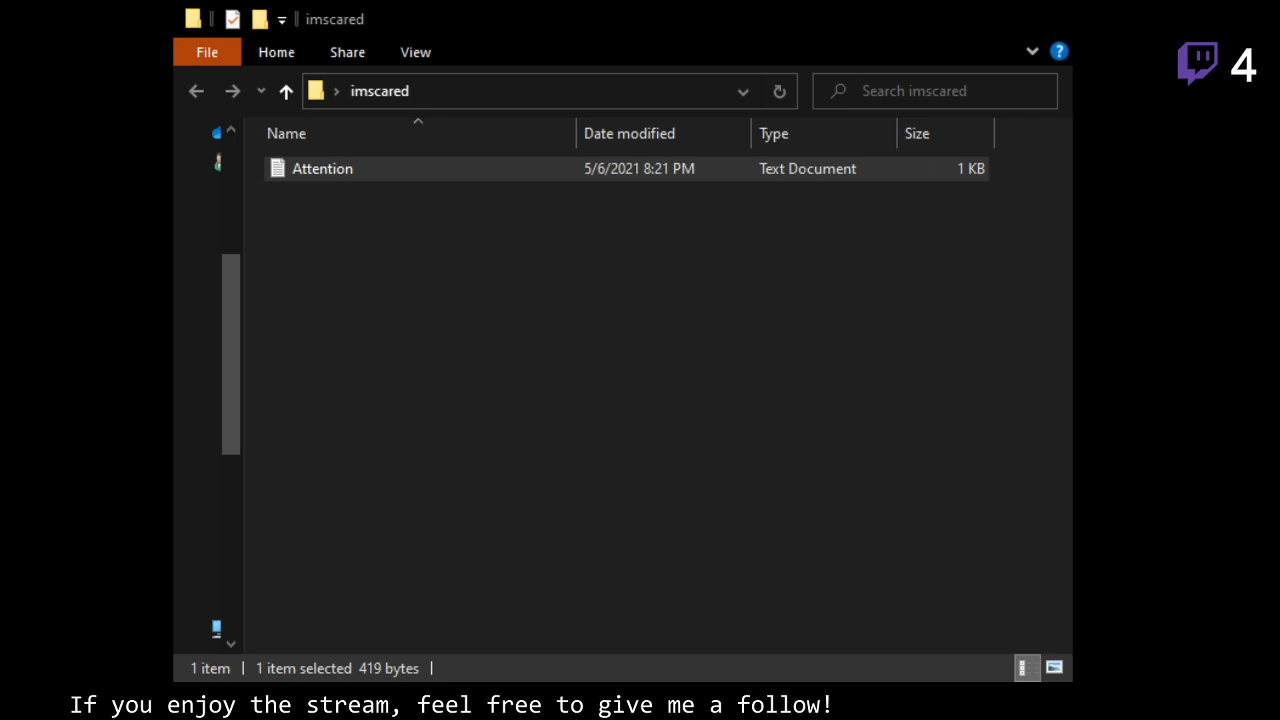 imscared
File Home Share View
4
imscared
Search imscared
Name Date modified Type Size
Attention 5/6/2021 8:21 PM Text Document 1 KB
1 item 1 item selected 419 bytes
If you enjoy the stream, feel free to give me a follow!